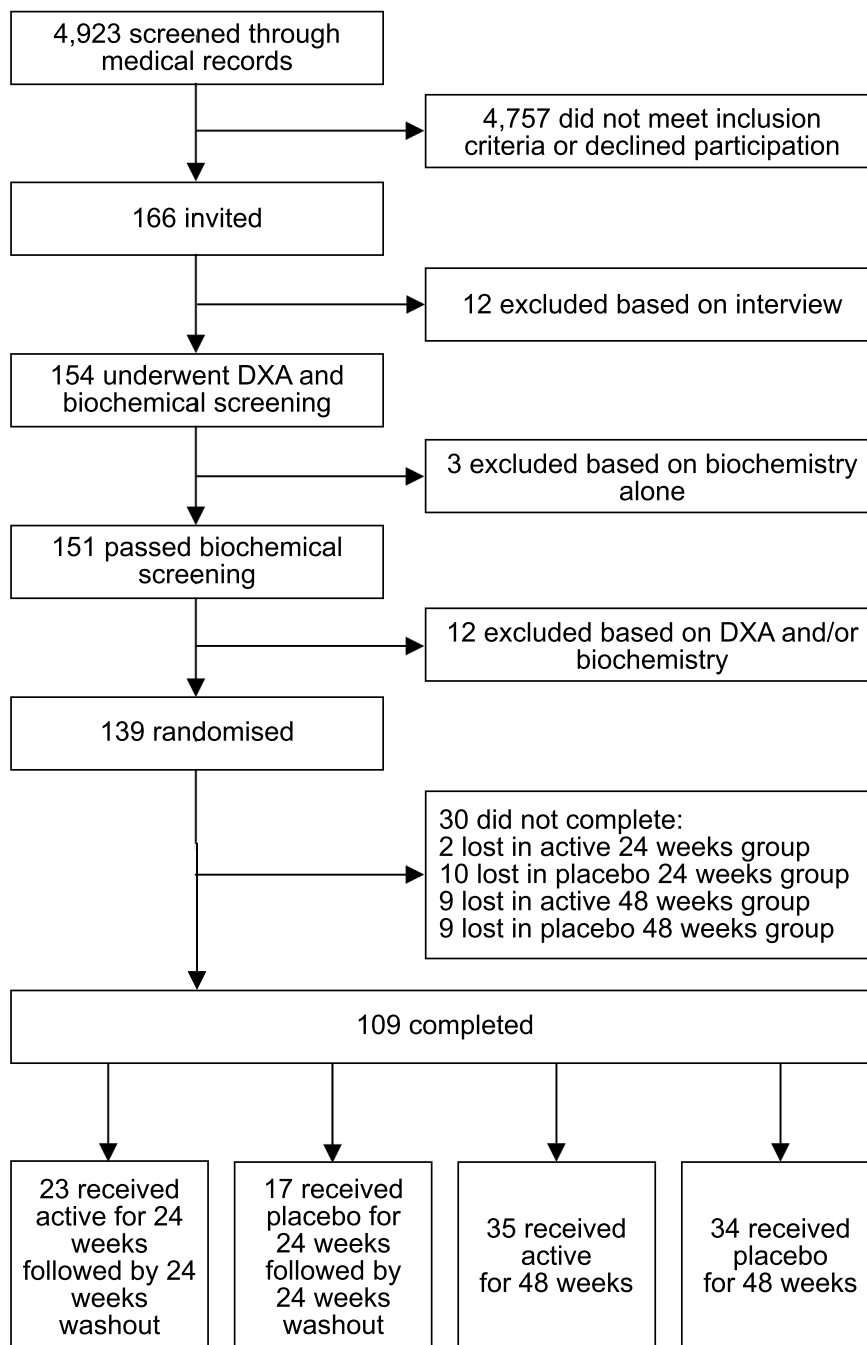 4,923 screened through
medical records
4,757 did not meet inclusion
criteria or declined participation
166 invited
12 excluded based on interview
154 underwent DXA and
biochemical screening
3 excluded based on biochemistry
alone
151 passed biochemical
screening
12 excluded based on DXA and/or
biochemistry
139 randomised
30 did not complete:
2 lost in active 24 weeks group
10 lost in placebo 24 weeks group
9 lost in active 48 weeks group
9 lost in placebo 48 weeks group
109 completed
23 received
active for 24
weeks
followed by 24
weeks
washout
17 received
placebo for
24 weeks
followed by
24 weeks
washout
35 received
active
for 48 weeks
34 received
placebo
for 48 weeks